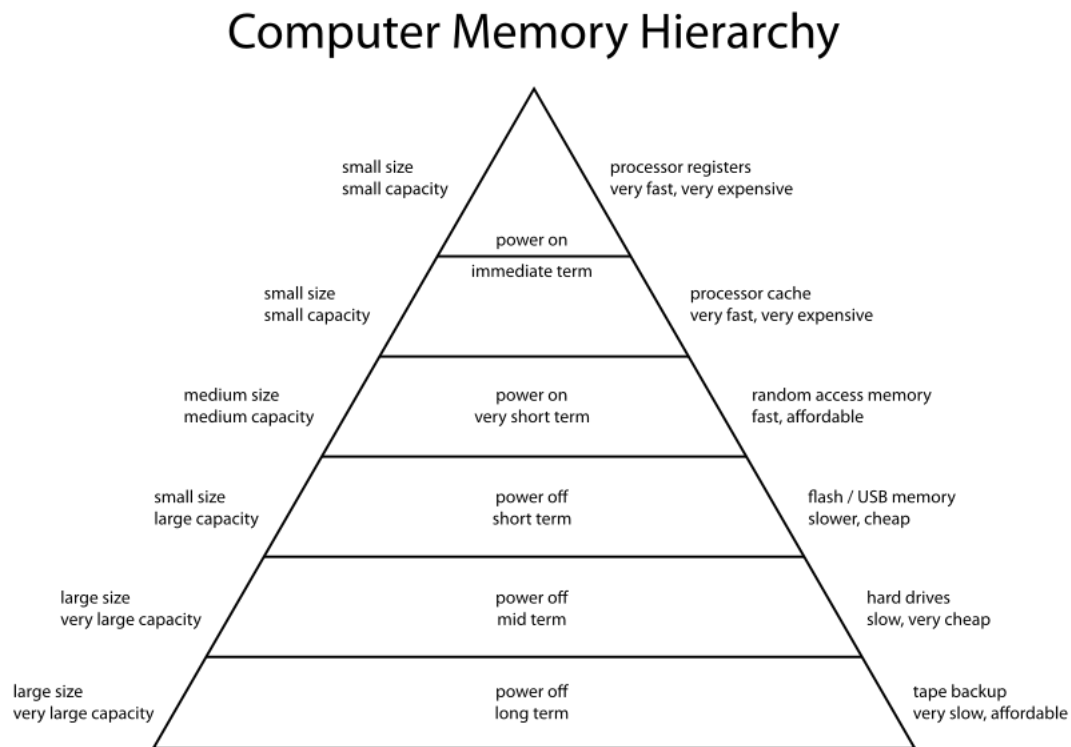 Computer Memory Hierarchy
small size
small capacity
processor registers
very fast, very expensive
power on
immediate term
small size
small capacity
processor cache
very fast, very expensive
medium size
medium capacity
power on
very short term
random access memory
fast, affordable
small size
large capacity
power off
short term
flash / USB memory
slower, cheap
large size
very large capacity
power off
mid term
hard drives
slow, very cheap
large size
very large capacity
power off
long term
tape backup
very slow, affordable